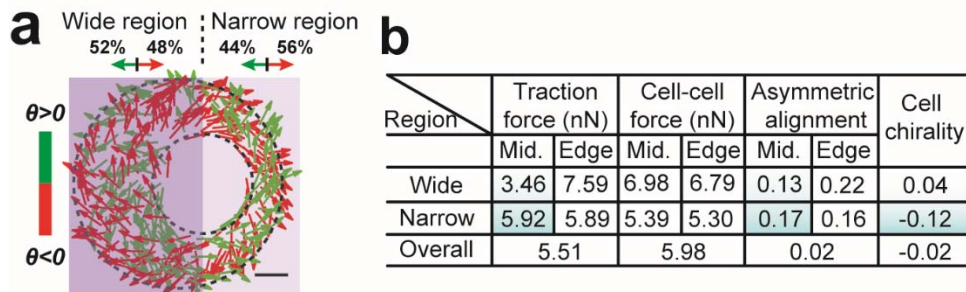 a
Wide region Narrow region
52% 48% 44% 56%
θ>0
θ<0
b
Region Traction force (nN) Cell-cell force (nN) Asymmetric alignment Cell chirality
Mid. Edge Mid. Edge Mid. Edge
Wide 3.46 7.59 6.98 6.79 0.13 0.22 0.04
Narrow 5.92 5.89 5.39 5.30 0.17 0.16 -0.12
Overall 5.51 5.98 0.02 -0.02